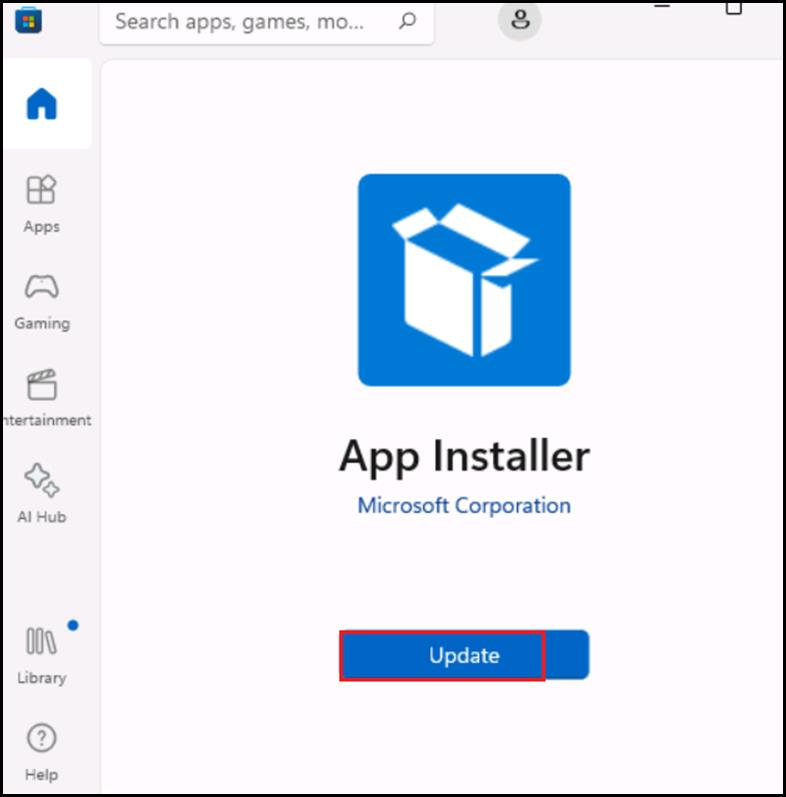 Search apps, games, mo...
Apps
Gaming
ntertainment
AI Hub
Library
Help
App Installer
Microsoft Corporation
Update